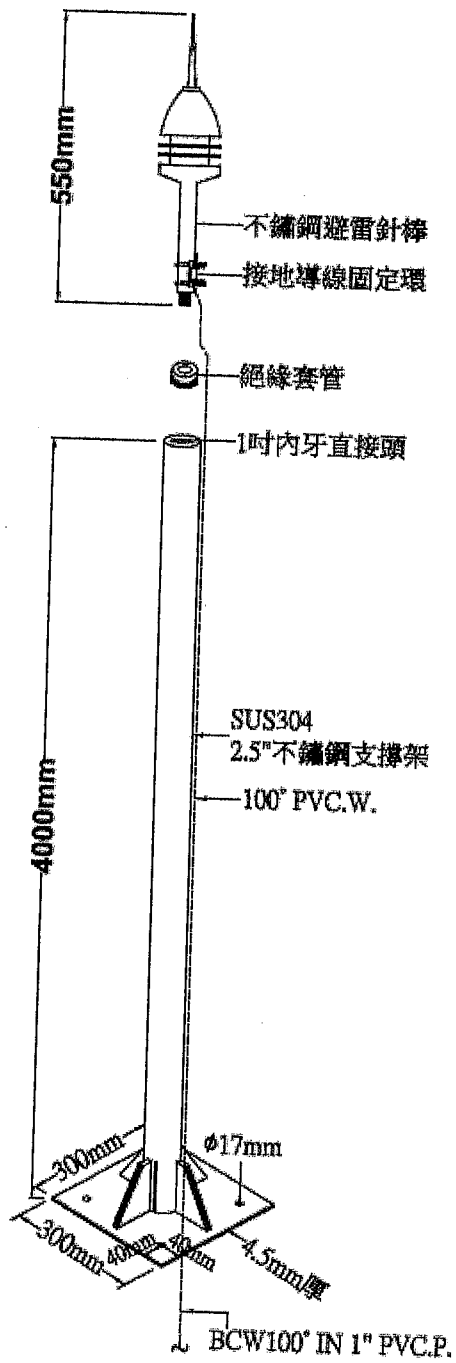 550mm
不鏽鋼避雷針棒
接地導線固定環
絕緣套管
1吋內牙直接頭
4000mm
SUS304
2.5"不鏽鋼支撐架
100° PVC.W.
300mm
ϕ17mm
300mm
40mm
40mm
4.5mm厚
BCW100° IN 1" PVC.P.